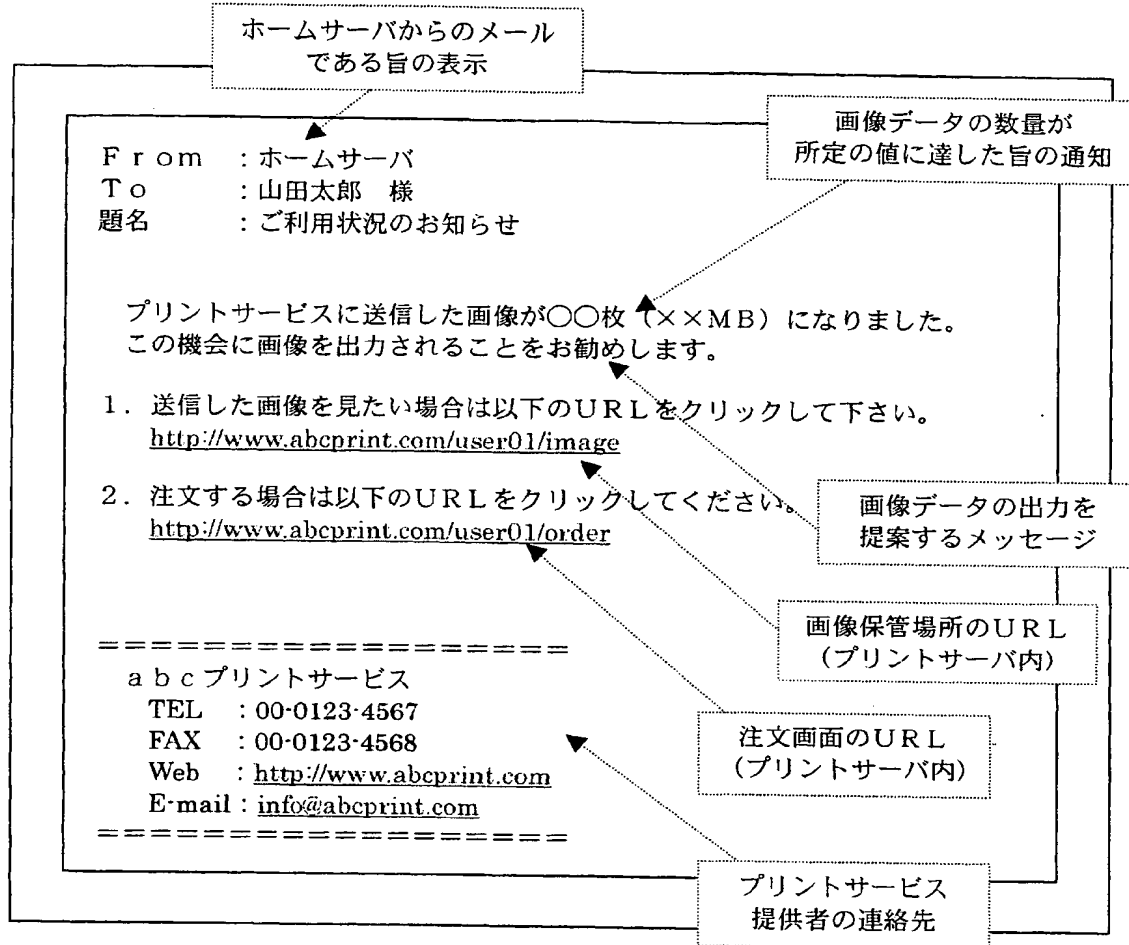 ホームサーバからのメール
である旨の表示
画像データの数量が
所定の値に達した旨の通知
From :ホームサーバ
To :山田太郎 様
題名 :ご利用状況のお知らせ
プリントサービスに送信した画像が〇〇枚(××MB)になりました。
この機会に画像を出力されることをお勧めします。
1.送信した画像を見たい場合は以下のURLをクリックして下さい。
http://www.abcprint.com/user01/image
2.注文する場合は以下のURLをクリックしてください。
http://www.abcprint.com/user01/order
画像データの出力を
提案するメッセージ
画像保管場所のURL
(プリントサーバ内)
==================
abcプリントサービス
TEL :00-0123-4567
FAX :00-0123-4568
Web :http://www.abcprint.com
E-mail:info@abcprint.com
==================
注文画面のURL
(プリントサーバ内)
プリントサービス
提供者の連絡先